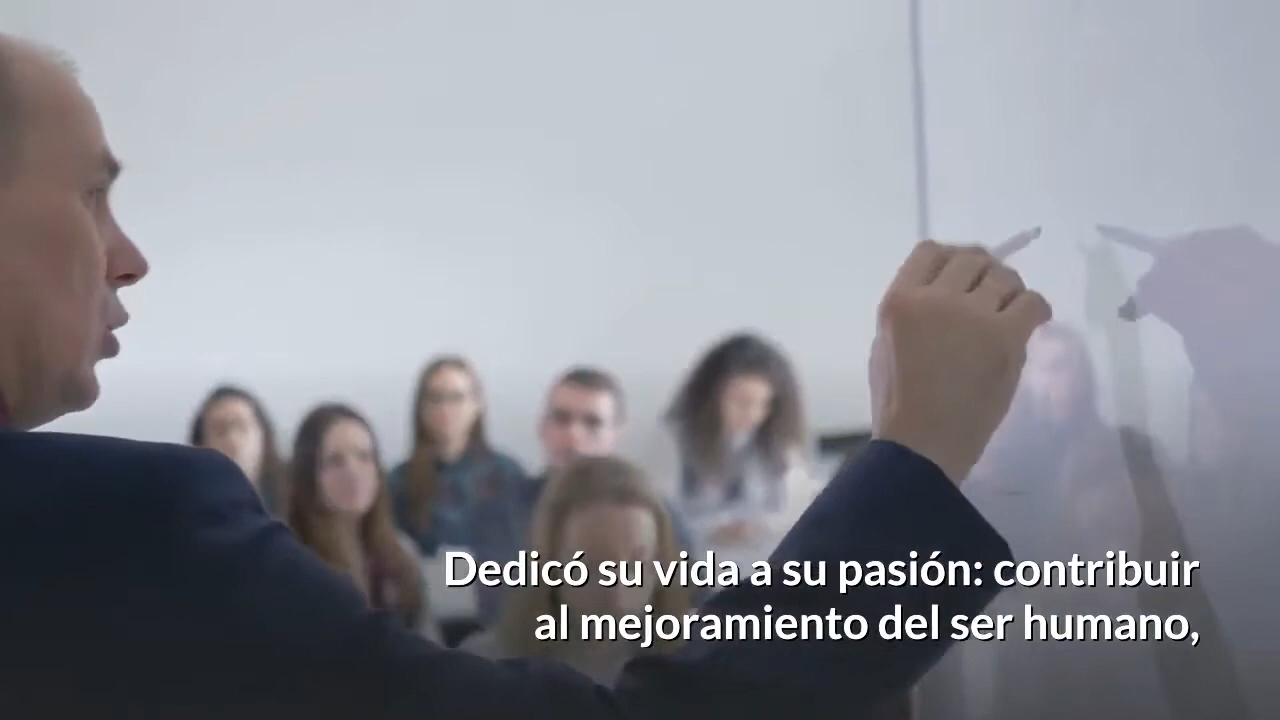 Dedicó su vida a su pasión: contribuir
al mejoramiento del ser humano,